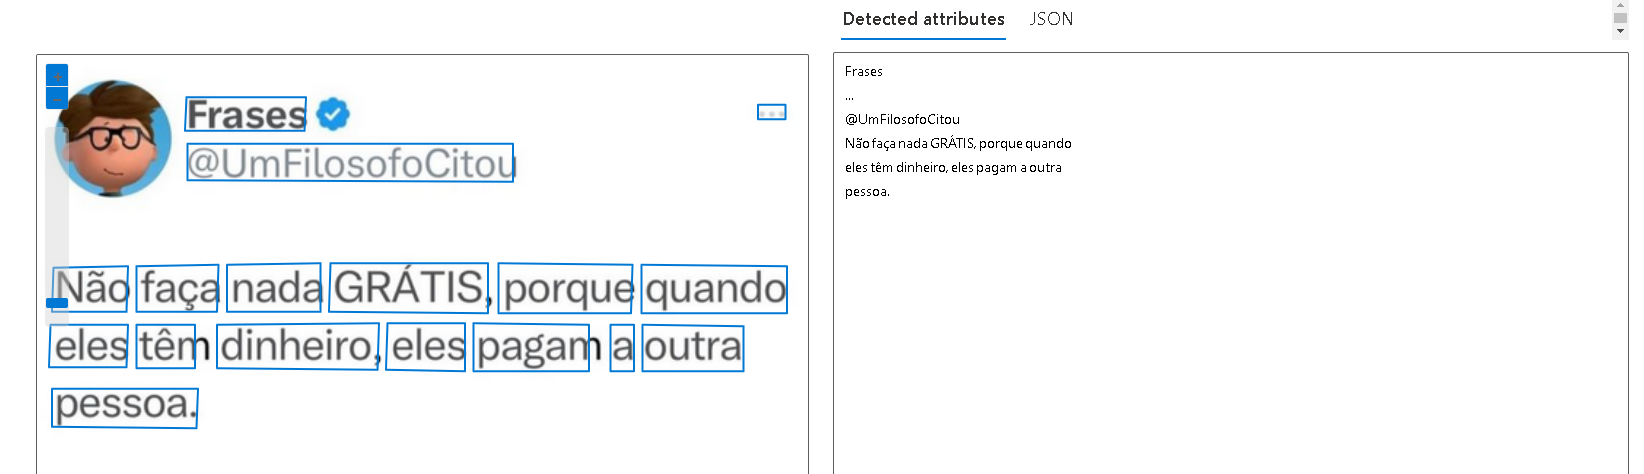 Detected attributes JSON
Frases
...
@UmFilosofoCitou
Não faça nada GRÁTIS, porque quando
eles têm dinheiro, eles pagam a outra
pessoa.
Frases
...
@UmFilosofoCitou
Não faça nada GRÁTIS, porque quando
eles têm dinheiro, eles pagam a outra
pessoa.